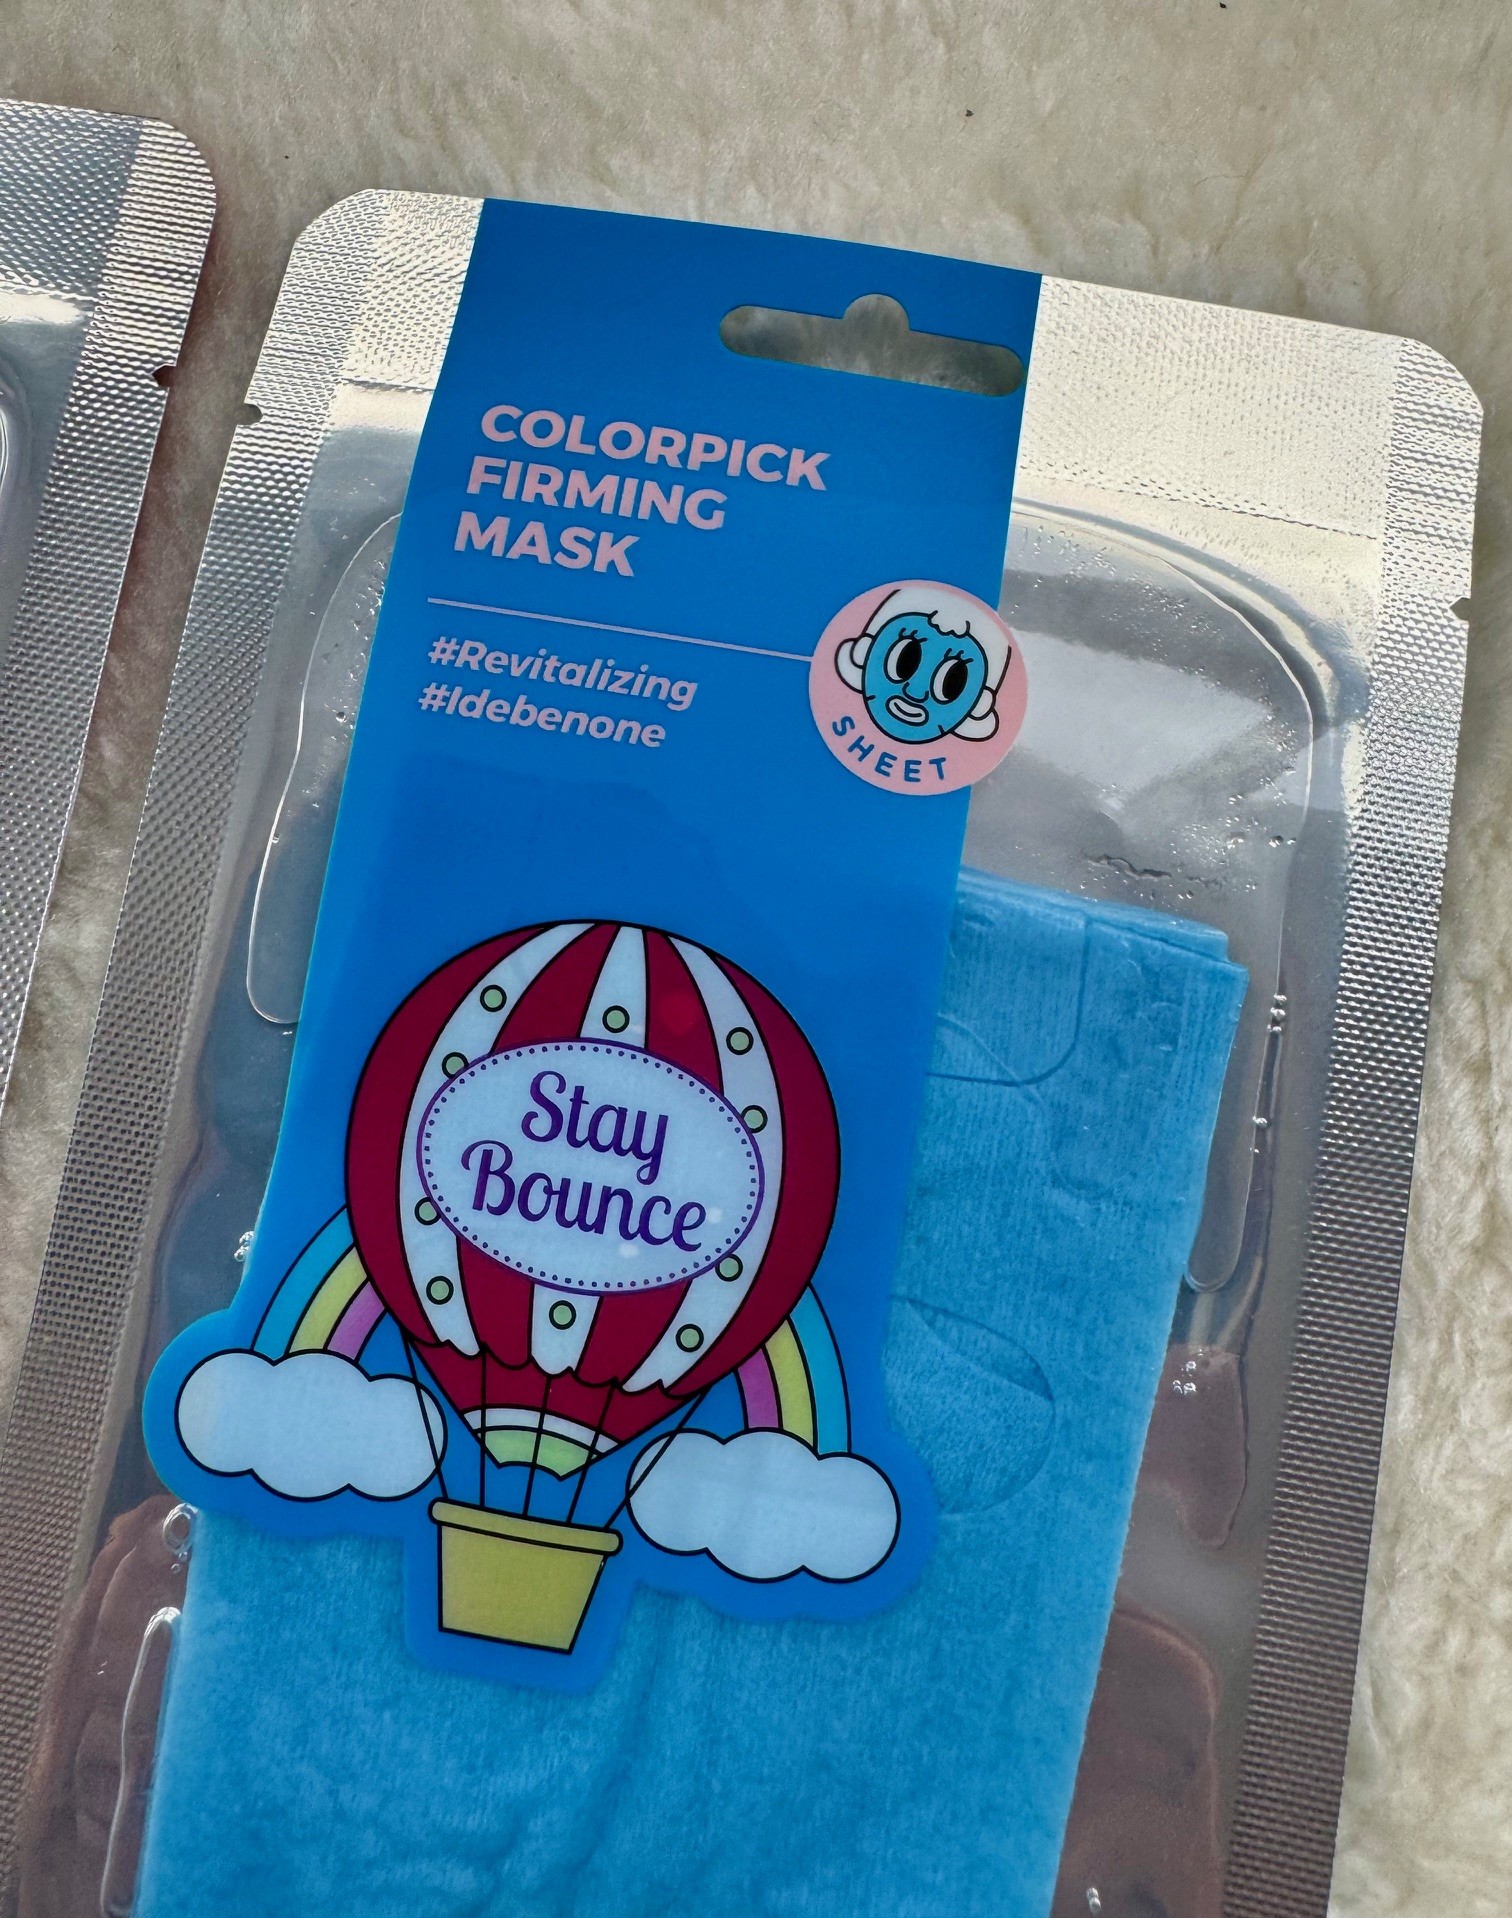 COLORPICK
FIRMING
MASK
#Revitalizing
#Idebenone
SHEET
Stay
Bounce